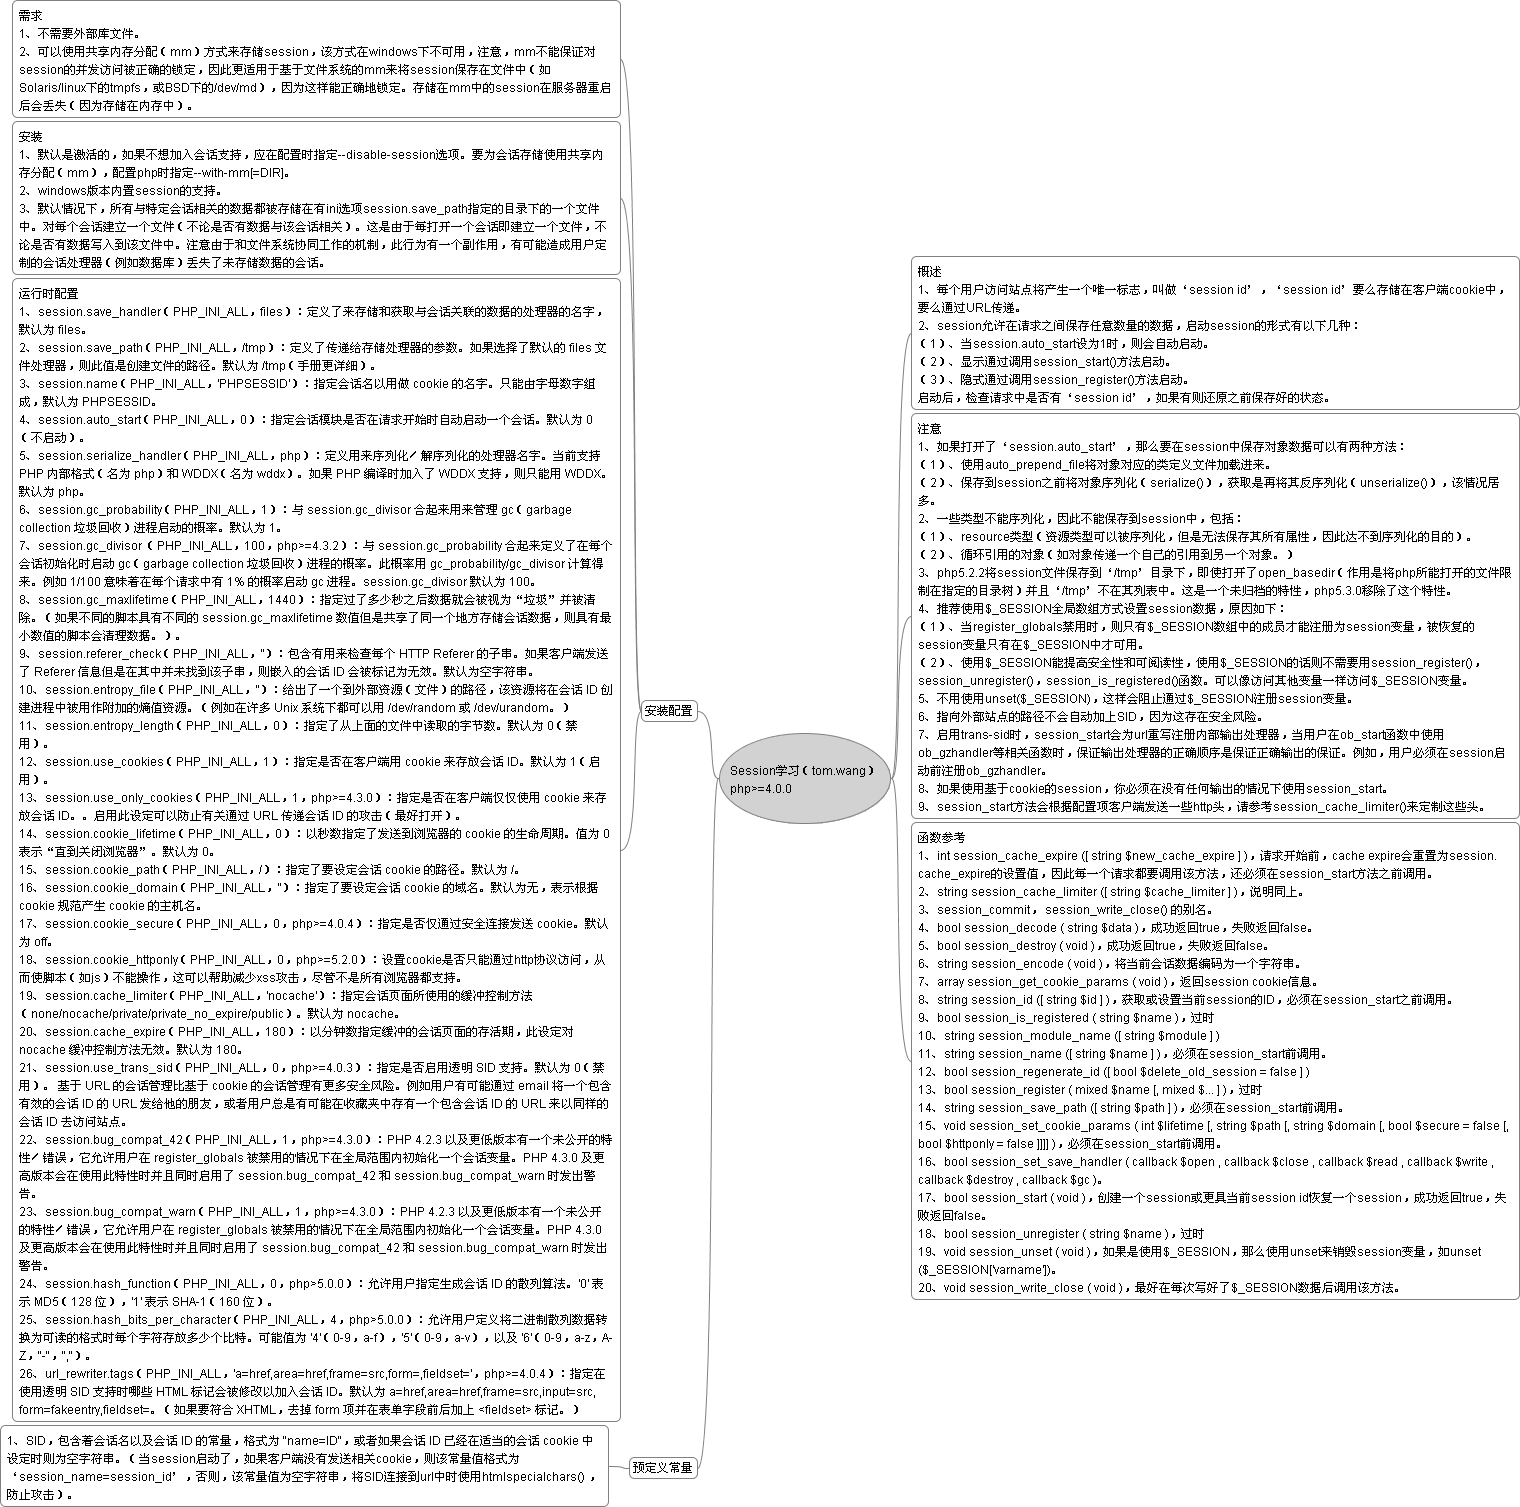 需求
1、不需要外部库文件。
2、可以使用共享内存分配（mm）方式来存储session，该方式在windows下不可用，注意，mm不能保证对
session的并发访问被正确的锁定，因此更适用于基于文件系统的mm来将session保存在文件中（如
Solaris/linux下的tmpfs，或BSD下的/dev/md），因为这样能正确地锁定。存储在mm中的session在服务器重启
后会丢失（因为存储在内存中）。
安装
1、默认是激活的，如果不想加入会话支持，应在配置时指定--disable-session选项。要为会话存储使用共享内
存分配（mm），配置php时指定--with-mm[=DIR]。
2、windows版本内置session的支持。
3、默认情况下，所有与特定会话相关的数据都被存储在有ini选项session.save_path指定的目录下的一个文件
中。对每个会话建立一个文件（不论是否有数据与该会话相关）。这是由于每打开一个会话即建立一个文件，不
论是否有数据写入到该文件中。注意由于和文件系统协同工作的机制，此行为有一个副作用，有可能造成用户定
制的会话处理器（例如数据库）丢失了未存储数据的会话。
运行时配置
1、session.save_handler（PHP_INI_ALL，files）：定义了来存储和获取与会话关联的数据的处理器的名字，
默认为 files。
2、session.save_path（PHP_INI_ALL，/tmp）：定义了传递给存储处理器的参数。如果选择了默认的 files 文
件处理器，则此值是创建文件的路径。默认为 /tmp（手册更详细）。
3、session.name（PHP_INI_ALL，'PHPSESSID'）：指定会话名以用做 cookie 的名字。只能由字母数字组
成，默认为 PHPSESSID。
4、session.auto_start（PHP_INI_ALL，0）：指定会话模块是否在请求开始时自动启动一个会话。默认为 0
（不启动）。
5、session.serialize_handler（PHP_INI_ALL，php）：定义用来序列化／解序列化的处理器名字。当前支持
PHP 内部格式（名为 php）和 WDDX（名为 wddx）。如果 PHP 编译时加入了 WDDX 支持，则只能用 WDDX。
默认为 php。
6、session.gc_probability（PHP_INI_ALL，1）：与 session.gc_divisor 合起来用来管理 gc（garbage
collection 垃圾回收）进程启动的概率。默认为 1。
7、session.gc_divisor（PHP_INI_ALL，100，php>=4.3.2）：与 session.gc_probability 合起来定义了在每个
会话初始化时启动 gc（garbage collection 垃圾回收）进程的概率。此概率用 gc_probability/gc_divisor 计算得
来。例如 1/100 意味着在每个请求中有 1% 的概率启动 gc 进程。session.gc_divisor 默认为 100。
8、session.gc_maxlifetime（PHP_INI_ALL，1440）：指定过了多少秒之后数据就会被视为“垃圾”并被清
除。（如果不同的脚本具有不同的 session.gc_maxlifetime 数值但是共享了同一个地方存储会话数据，则具有最
小数值的脚本会清理数据。）。
9、session.referer_check（PHP_INI_ALL，''）：包含有用来检查每个 HTTP Referer 的子串。如果客户端发送
了 Referer 信息但是在其中并未找到该子串，则嵌入的会话 ID 会被标记为无效。默认为空字符串。
10、session.entropy_file（PHP_INI_ALL，''）：给出了一个到外部资源（文件）的路径，该资源将在会话 ID 创
建进程中被用作附加的熵值资源。（例如在许多 Unix 系统下都可以用 /dev/random 或 /dev/urandom。）
11、session.entropy_length（PHP_INI_ALL，0）：指定了从上面的文件中读取的字节数。默认为 0（禁
用）。
12、session.use_cookies（PHP_INI_ALL，1）：指定是否在客户端用 cookie 来存放会话 ID。默认为 1（启
用）。
13、session.use_only_cookies（PHP_INI_ALL，1，php>=4.3.0）：指定是否在客户端仅仅使用 cookie 来存
放会话 ID。。启用此设定可以防止有关通过 URL 传递会话 ID 的攻击（最好打开）。
14、session.cookie_lifetime（PHP_INI_ALL，0）：以秒数指定了发送到浏览器的 cookie 的生命周期。值为 0
表示“直到关闭浏览器”。默认为 0。
15、session.cookie_path（PHP_INI_ALL，/）：指定了要设定会话 cookie 的路径。默认为 /。
16、session.cookie_domain（PHP_INI_ALL，''）：指定了要设定会话 cookie 的域名。默认为无，表示根据
cookie 规范产生 cookie 的主机名。
17、session.cookie_secure（PHP_INI_ALL，0，php>=4.0.4）：指定是否仅通过安全连接发送 cookie。默认
为 off。
18、session.cookie_httponly（PHP_INI_ALL，0，php>=5.2.0）：设置cookie是否只能通过http协议访问，从
而使脚本（如js）不能操作，这可以帮助减少xss攻击，尽管不是所有浏览器都支持。
19、session.cache_limiter（PHP_INI_ALL，'nocache'）：指定会话页面所使用的缓冲控制方法
（none/nocache/private/private_no_expire/public）。默认为 nocache。
20、session.cache_expire（PHP_INI_ALL，180）：以分钟数指定缓冲的会话页面的存活期，此设定对
nocache 缓冲控制方法无效。默认为 180。
21、session.use_trans_sid（PHP_INI_ALL，0，php>=4.0.3）：指定是否启用透明 SID 支持。默认为 0（禁
用）。 基于 URL 的会话管理比基于 cookie 的会话管理有更多安全风险。例如用户有可能通过 email 将一个包含
有效的会话 ID 的 URL 发给他的朋友，或者用户总是有可能在收藏夹中存有一个包含会话 ID 的 URL 来以同样的
会话 ID 去访问站点。
22、session.bug_compat_42（PHP_INI_ALL，1，php>=4.3.0）：PHP 4.2.3 以及更低版本有一个未公开的特
性／错误，它允许用户在 register_globals 被禁用的情况下在全局范围内初始化一个会话变量。PHP 4.3.0 及更
高版本会在使用此特性时并且同时启用了 session.bug_compat_42 和 session.bug_compat_warn 时发出警
告。
23、session.bug_compat_warn（PHP_INI_ALL，1，php>=4.3.0）：PHP 4.2.3 以及更低版本有一个未公开
的特性／错误，它允许用户在 register_globals 被禁用的情况下在全局范围内初始化一个会话变量。PHP 4.3.0
及更高版本会在使用此特性时并且同时启用了 session.bug_compat_42 和 session.bug_compat_warn 时发出
警告。
24、session.hash_function（PHP_INI_ALL，0，php>5.0.0）：允许用户指定生成会话 ID 的散列算法。'0' 表
示 MD5（128 位），'1' 表示 SHA-1（160 位）。
25、session.hash_bits_per_character（PHP_INI_ALL，4，php>5.0.0）：允许用户定义将二进制散列数据转
换为可读的格式时每个字符存放多少个比特。可能值为 '4'（0-9，a-f），'5'（0-9，a-v），以及 '6'（0-9，a-z，A-
Z，"-"，","）。
26、url_rewriter.tags（PHP_INI_ALL，'a=href,area=href,frame=src,form=,fieldset='，php>=4.0.4）：指定在
使用透明 SID 支持时哪些 HTML 标记会被修改以加入会话 ID。默认为 a=href,area=href,frame=src,input=src,
form=fakeentry,fieldset=。（如果要符合 XHTML，去掉 form 项并在表单字段前后加上 <fieldset> 标记。）
安装配置
1、SID，包含着会话名以及会话 ID 的常量，格式为 "name=ID"，或者如果会话 ID 已经在适当的会话 cookie 中
设定时则为空字符串。（当session启动了，如果客户端没有发送相关cookie，则该常量值格式为
‘session_name=session_id’，否则，该常量值为空字符串，将SID连接到url中时使用htmlspecialchars()，
防止攻击）。
预定义常量
Session学习（tom.wang）
php>=4.0.0
概述
1、每个用户访问站点将产生一个唯一标志，叫做‘session id’，‘session id’要么存储在客户端cookie中，
要么通过URL传递。
2、session允许在请求之间保存任意数量的数据，启动session的形式有以下几种：
（1）、当session.auto_start设为1时，则会自动启动。
（2）、显示通过调用session_start()方法启动。
（3）、隐式通过调用session_register()方法启动。
启动后，检查请求中是否有‘session id’，如果有则还原之前保存好的状态。
注意
1、如果打开了‘session.auto_start’，那么要在session中保存对象数据可以有两种方法：
（1）、使用auto_prepend_file将对象对应的类定义文件加载进来。
（2）、保存到session之前将对象序列化（serialize()），获取是再将其反序列化（unserialize()），该情况居
多。
2、一些类型不能序列化，因此不能保存到session中，包括：
（1）、resource类型（资源类型可以被序列化，但是无法保存其所有属性，因此达不到序列化的目的）。
（2）、循环引用的对象（如对象传递一个自己的引用到另一个对象。）
3、php5.2.2将session文件保存到‘/tmp’目录下，即使打开了open_basedir（作用是将php所能打开的文件限
制在指定的目录树）并且‘/tmp’不在其列表中。这是一个未归档的特性，php5.3.0移除了这个特性。
4、推荐使用$_SESSION全局数组方式设置session数据，原因如下：
（1）、当register_globals禁用时，则只有$_SESSION数组中的成员才能注册为session变量，被恢复的
session变量只有在$_SESSION中才可用。
（2）、使用$_SESSION能提高安全性和可阅读性，使用$_SESSION的话则不需要用session_register()，
session_unregister()，session_is_registered()函数。可以像访问其他变量一样访问$_SESSION变量。
5、不用使用unset($_SESSION)，这样会阻止通过$_SESSION注册session变量。
6、指向外部站点的路径不会自动加上SID，因为这存在安全风险。
7、启用trans-sid时，session_start会为url重写注册内部输出处理器，当用户在ob_start函数中使用
ob_gzhandler等相关函数时，保证输出处理器的正确顺序是保证正确输出的保证。例如，用户必须在session启
动前注册ob_gzhandler。
8、如果使用基于cookie的session，你必须在没有任何输出的情况下使用session_start。
9、session_start方法会根据配置项客户端发送一些http头，请参考session_cache_limiter()来定制这些头。
函数参考
1、int session_cache_expire ([ string $new_cache_expire ] )，请求开始前，cache expire会重置为session.
cache_expire的设置值，因此每一个请求都要调用该方法，还必须在session_start方法之前调用。
2、string session_cache_limiter ([ string $cache_limiter ] )，说明同上。
3、session_commit， session_write_close() 的别名。
4、bool session_decode ( string $data )，成功返回true，失败返回false。
5、bool session_destroy ( void )，成功返回true，失败返回false。
6、string session_encode ( void )，将当前会话数据编码为一个字符串。
7、array session_get_cookie_params ( void )，返回session cookie信息。
8、string session_id ([ string $id ] )，获取或设置当前session的ID，必须在session_start之前调用。
9、bool session_is_registered ( string $name )，过时
10、string session_module_name ([ string $module ] )
11、string session_name ([ string $name ] )，必须在session_start前调用。
12、bool session_regenerate_id ([ bool $delete_old_session = false ] )
13、bool session_register ( mixed $name [, mixed $... ] )，过时
14、string session_save_path ([ string $path ] )，必须在session_start前调用。
15、void session_set_cookie_params ( int $lifetime [, string $path [, string $domain [, bool $secure = false [,
bool $httponly = false ]]]] )，必须在session_start前调用。
16、bool session_set_save_handler ( callback $open , callback $close , callback $read , callback $write ,
callback $destroy , callback $gc )。
17、bool session_start ( void )，创建一个session或更具当前session id恢复一个session，成功返回true，失
败返回false。
18、bool session_unregister ( string $name )，过时
19、void session_unset ( void )，如果是使用$_SESSION，那么使用unset来销毁session变量，如unset
($_SESSION['varname'])。
20、void session_write_close ( void )，最好在每次写好了$_SESSION数据后调用该方法。